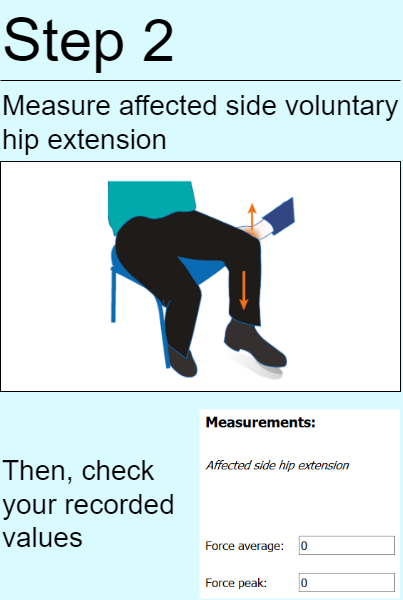 Step 2
Measure affected side voluntary
hip extension
Measurements:
Affected side hip extension
Then, check
your recorded
values
Force average: 0
Force peak: 0